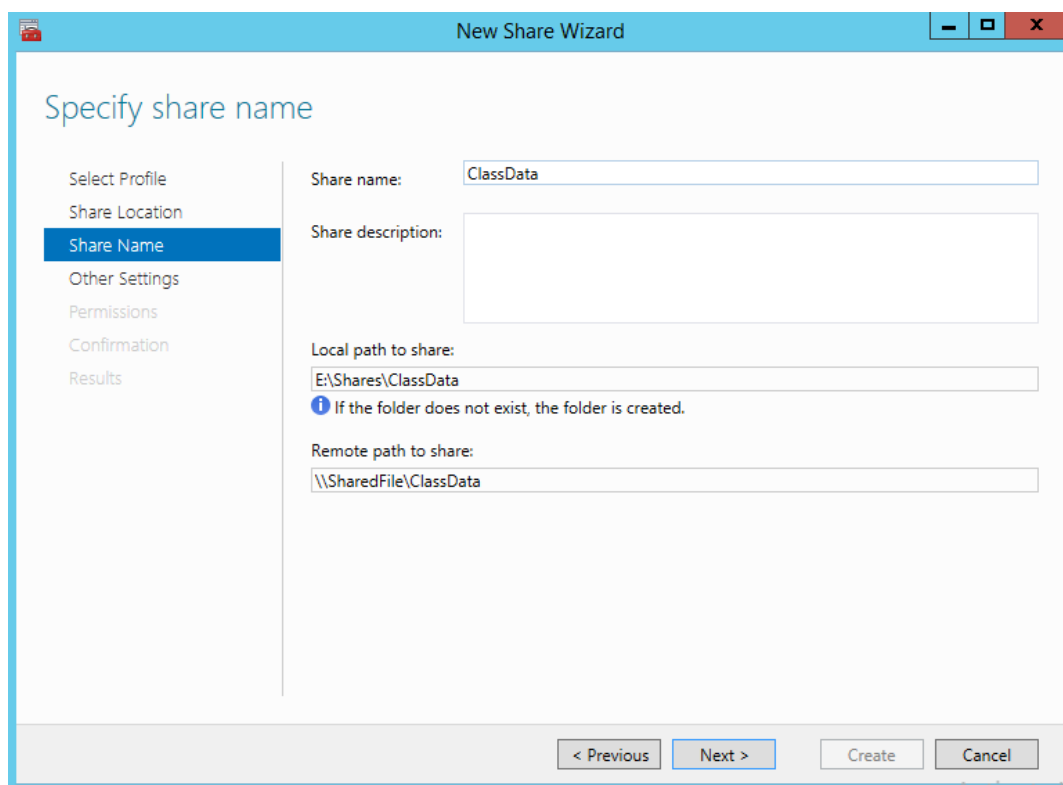 New Share Wizard
Specify share name
Select Profile
Share Location
Share Name
Other Settings
Permissions
Confirmation
Results
Share name:
ClassData
Share description:
Local path to share:
E:\Shares\ClassData
If the folder does not exist, the folder is created.
Remote path to share:
\\SharedFile\ClassData
< Previous
Next >
Create
Cancel